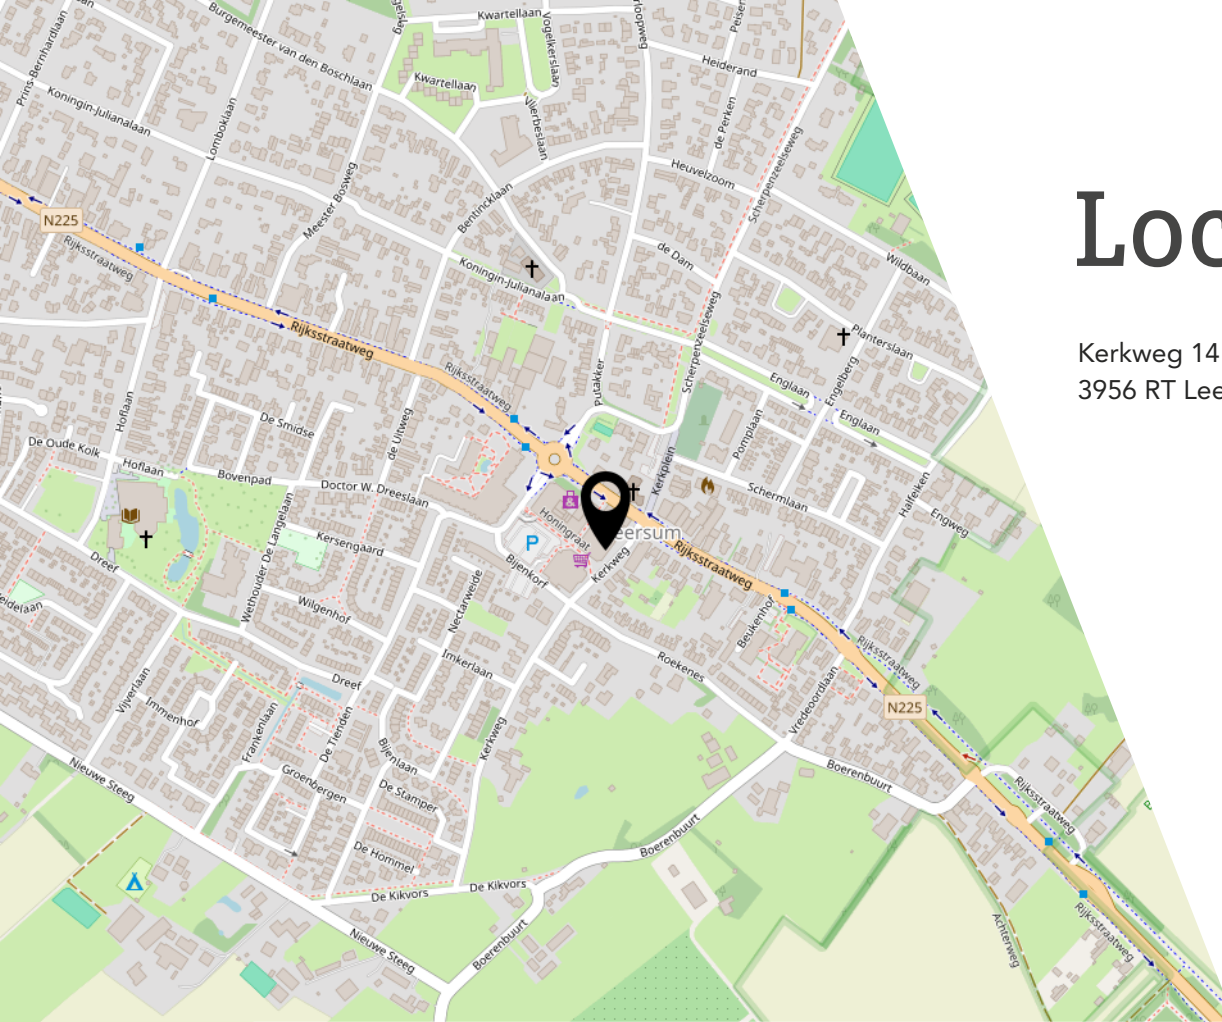 Kwartellaan
Vogelkerslaan
Burgemeester van den Boschlaan
Prins-Bernhardlaan
Heiderand
Kwartellaan
Koningin-Julianalaan
Lomboklaan
Vlierbeslaan
de Perken
Scherpenzeelseweg
Heuvelzoom
Meester Bosweg
Bentincklaan
Loc
N225
Rijksstraatweg
de Dam
Wildbaan
Koningin-Julianalaan
Rijksstraatweg
Scherpenzeelseweg
Planterslaan
Kerkweg 14
3956 RT Lee
Rijksstraatweg
Putakker
Englaan
Engelberg
Hoflaan
De Smidse
de Uitweg
Englaan
Pomplaan
De Oude Kolk
Hoflaan
Bovenpad
Doctor W. Dreeslaan
Kerkplein
Schermlaan
Halfelken
Engweg
Honingraat
eersum
P
Kersengaard
Wethouder De Langelaan
Dreef
Bijenkorf
Kerkweg
Rijksstraatweg
Wilgenhof
Nectarweide
Beukenhof
eidelaan
Imkerlaan
Roekenes
Rijksstraatweg
Dreef
Vijverlaan
Immenhof
Vredeoordlaan
N225
Frankenlaan
De Tienden
Kerkweg
Bijenlaan
Nieuwe Steeg
Groenbergen
De Stamper
Boerenbuurt
Rijksstraatweg
De Hommel
Boerenbuurt
De Kikvors
De Kikvors
Nieuwe Steeg
Boerenbuurt
Achterweg
Rijksstraatweg